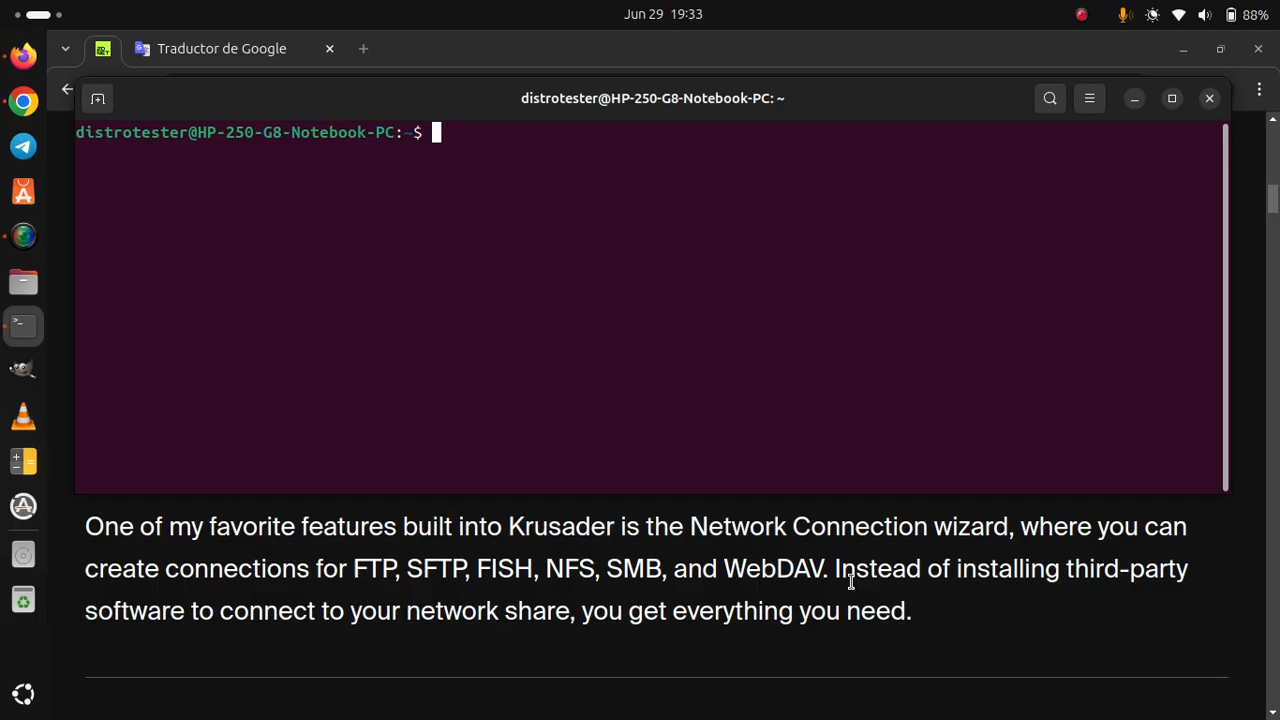 Jun 29 19:33
88%
Traductor de Google
distrotester@HP-250-G8-Notebook-PC: ~
distrotester@HP-250-G8-Notebook-PC:~$
One of my favorite features built into Krusader is the Network Connection wizard, where you can
create connections for FTP, SFTP, FISH, NFS, SMB, and WebDAV. Instead of installing third-party
software to connect to your network share, you get everything you need.